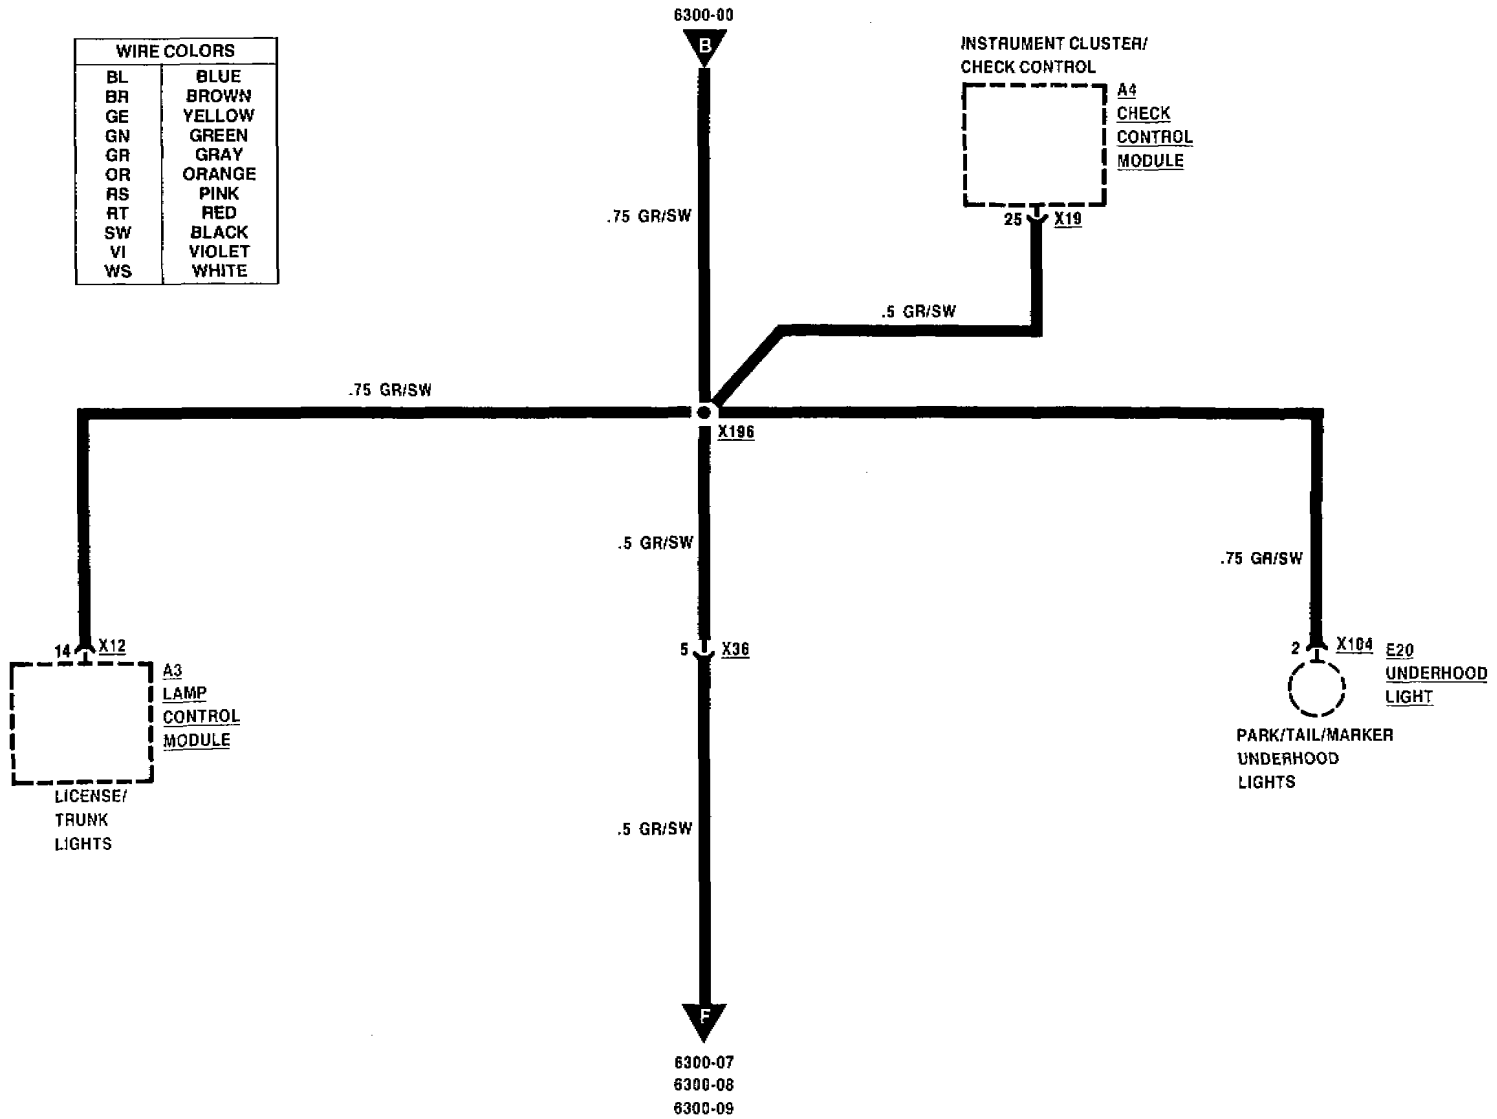 6300-00
B
WIRE COLORS
BL BLUE
BR BROWN
GE YELLOW
GN GREEN
GR GRAY
OR ORANGE
RS PINK
RT RED
SW BLACK
VI VIOLET
WS WHITE
INSTRUMENT CLUSTER/
CHECK CONTROL
A4
CHECK
CONTROL
MODULE
25 X19
.75 GR/SW
.5 GR/SW
.75 GR/SW
X196
.5 GR/SW
.75 GR/SW
14 X12
A3
LAMP
CONTROL
MODULE
LICENSE/
TRUNK
LIGHTS
5 X36
2 X104
E20
UNDERHOOD
LIGHT
PARK/TAIL/MARKER
UNDERHOOD
LIGHTS
.5 GR/SW
6300-07
6300-08
6300-09